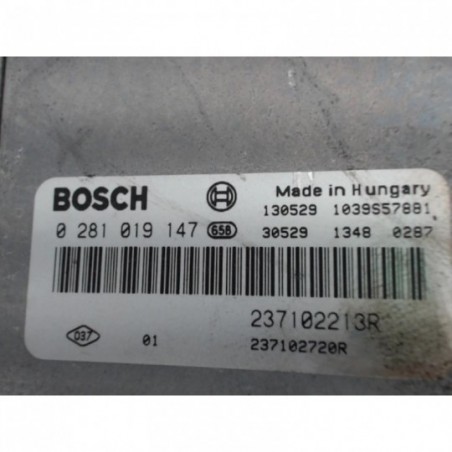 BOSCH Made in Hungary
130529 1039S57881
0 281 019 147 658 30529 1348 0287
237102213R
037 01 237102720R